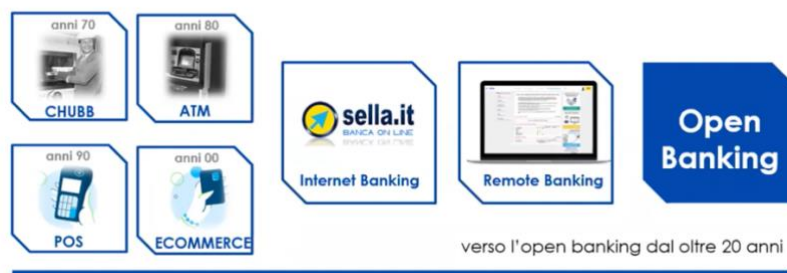 anni 70
CHUBB
anni 80
ATM
anni 90
POS
anni 00
ECOMMERCE
sella.it
BANCA ON LINE
Internet Banking
Remote Banking
Open
Banking
verso l'open banking dal oltre 20 anni